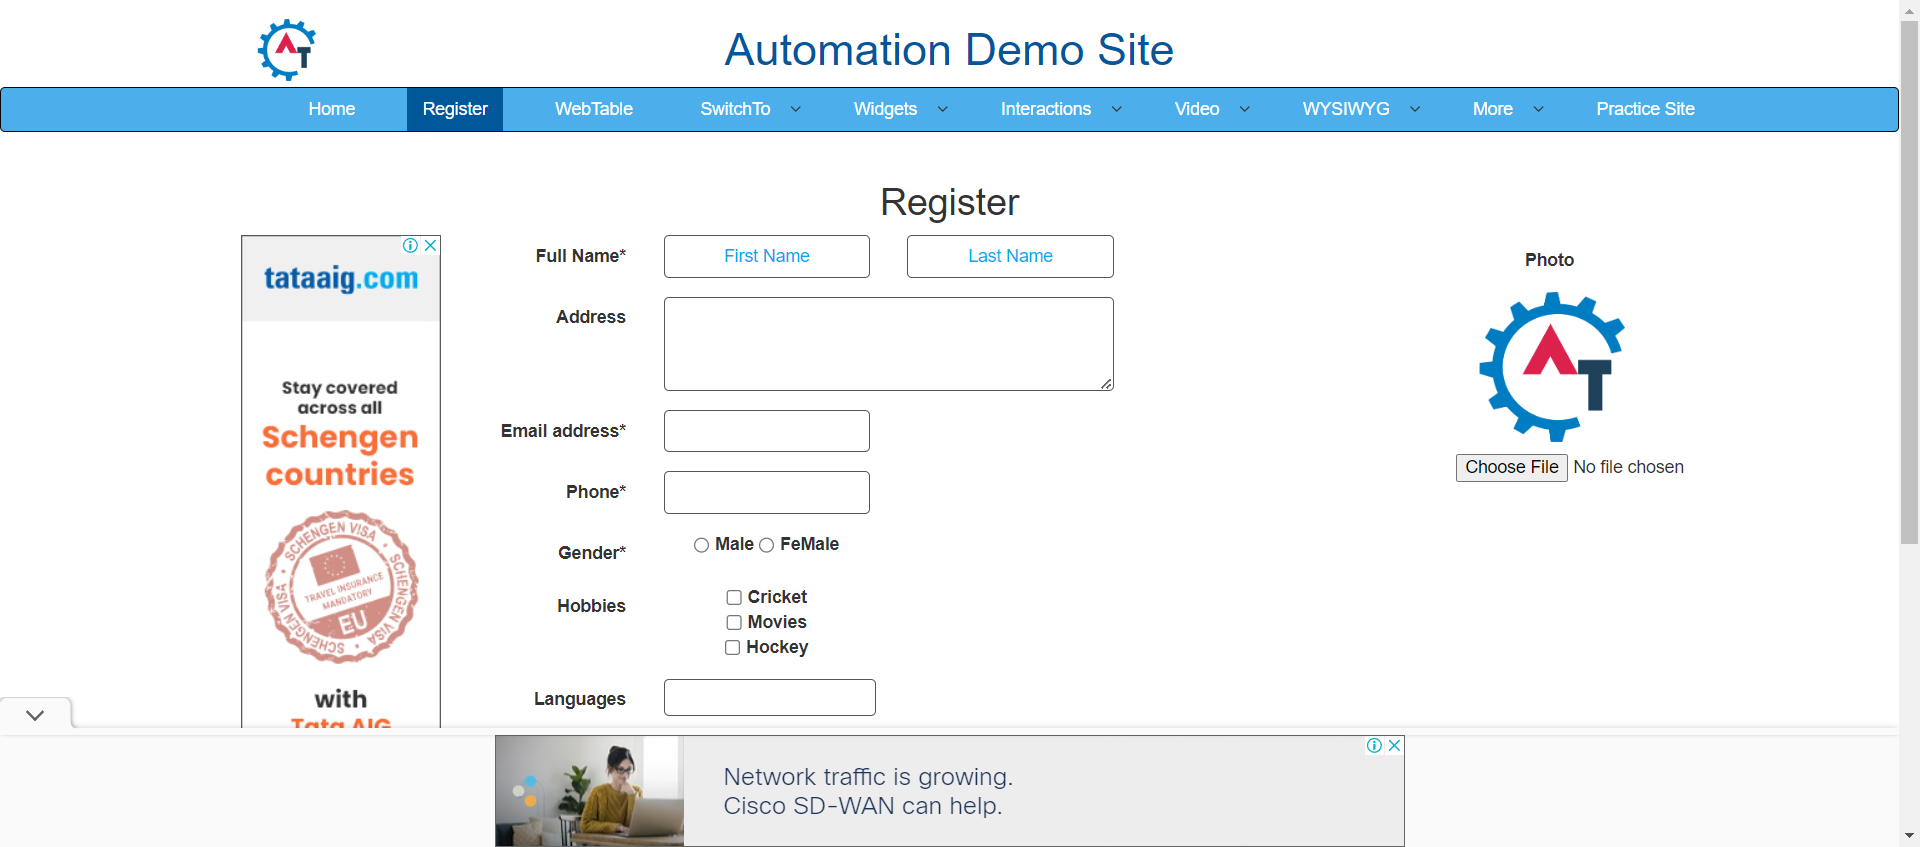 AT
Automation Demo Site
Home Register WebTable SwitchTo Widgets Interactions Video WYSIWYG More Practice Site
Register
tataaig.com
Stay covered
across all
Schengen
countries
SCHENGEN VISA
SCHENGEN VISA
SCHENGEN VISA
TRAVEL INSURANCE
MANDATORY
EU
with
Tata AIG
Full Name* First Name Last Name
Address
Email address*
Phone*
Gender* Male FeMale
Hobbies Cricket
Movies
Hockey
Languages
Photo
AT
Choose File No file chosen
Network traffic is growing.
Cisco SD-WAN can help.